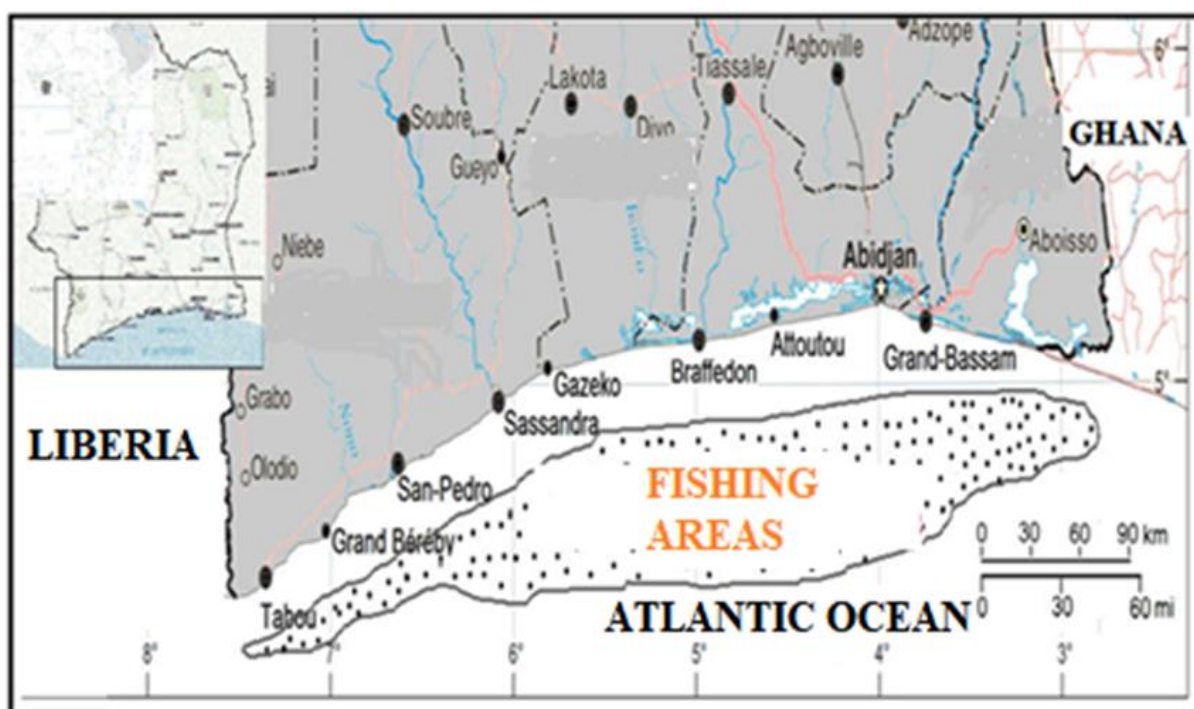 Adzope
6°
Agboville
Tiassale
Lakota
Divo
Soubre
GHANA
Gueyo
Aboisso
Niebe
Abidjan
Attoutou
Grand-Bassam
Braffedon
5°
Gazeko
Grabo
Sassandra
LIBERIA
Olodio
San-Pedro
FISHING
AREAS
Grand Béréby
0 30 60 90 km
Tabou
ATLANTIC OCEAN
0 30 60 mi
8° 7° 6° 5° 4° 3°